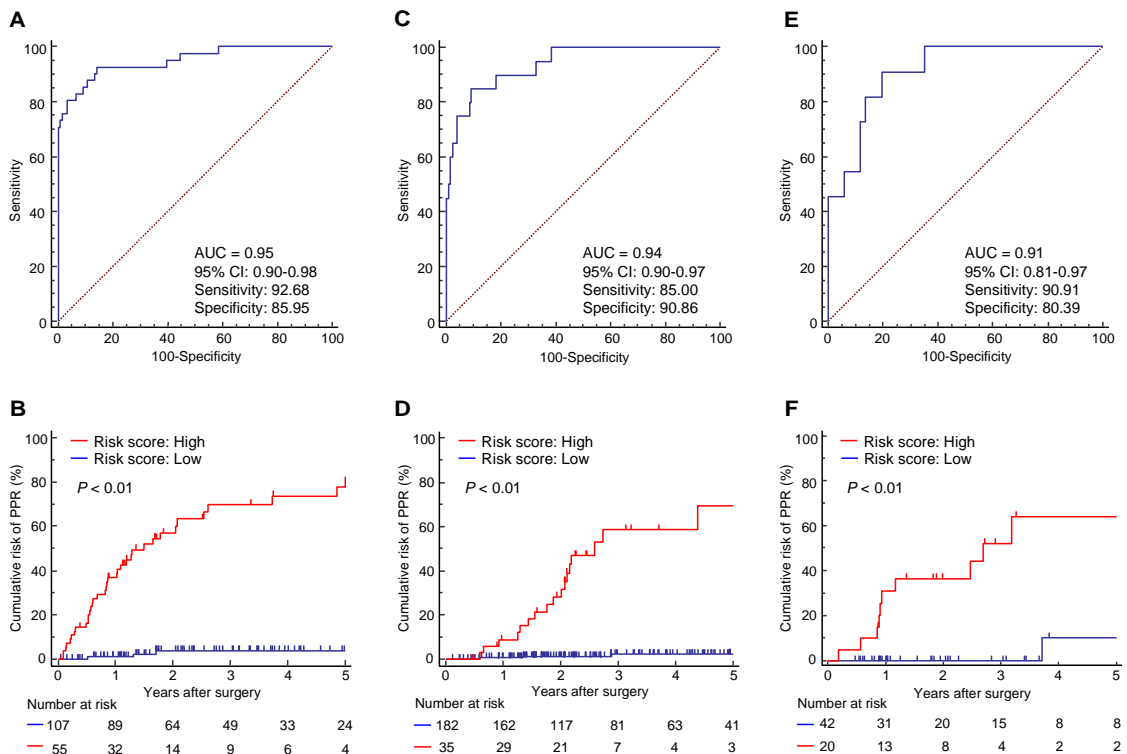 A
100
80
60
40
20
0
Sensitivity
AUC = 0.95
95% CI: 0.90-0.98
Sensitivity: 92.68
Specificity: 85.95
0 20 40 60 80 100
100-Specificity
C
100
80
60
40
20
0
Sensitivity
AUC = 0.94
95% CI: 0.90-0.97
Sensitivity: 85.00
Specificity: 90.86
0 20 40 60 80 100
100-Specificity
E
100
80
60
40
20
0
Sensitivity
AUC = 0.91
95% CI: 0.81-0.97
Sensitivity: 90.91
Specificity: 80.39
0 20 40 60 80 100
100-Specificity
B
100
80
60
40
20
0
Cumulative risk of PPR (%)
Risk score: High
Risk score: Low
P < 0.01
0 1 2 3 4 5
Years after surgery
Number at risk
107 89 64 49 33 24
55 32 14 9 6 4
D
100
80
60
40
20
0
Cumulative risk of PPR (%)
Risk score: High
Risk score: Low
P < 0.01
0 1 2 3 4 5
Years after surgery
Number at risk
182 162 117 81 63 41
35 29 21 7 4 3
F
100
80
60
40
20
0
Cumulative risk of PPR (%)
Risk score: High
Risk score: Low
P < 0.01
0 1 2 3 4 5
Years after surgery
Number at risk
42 31 20 15 8 8
20 13 8 4 2 2